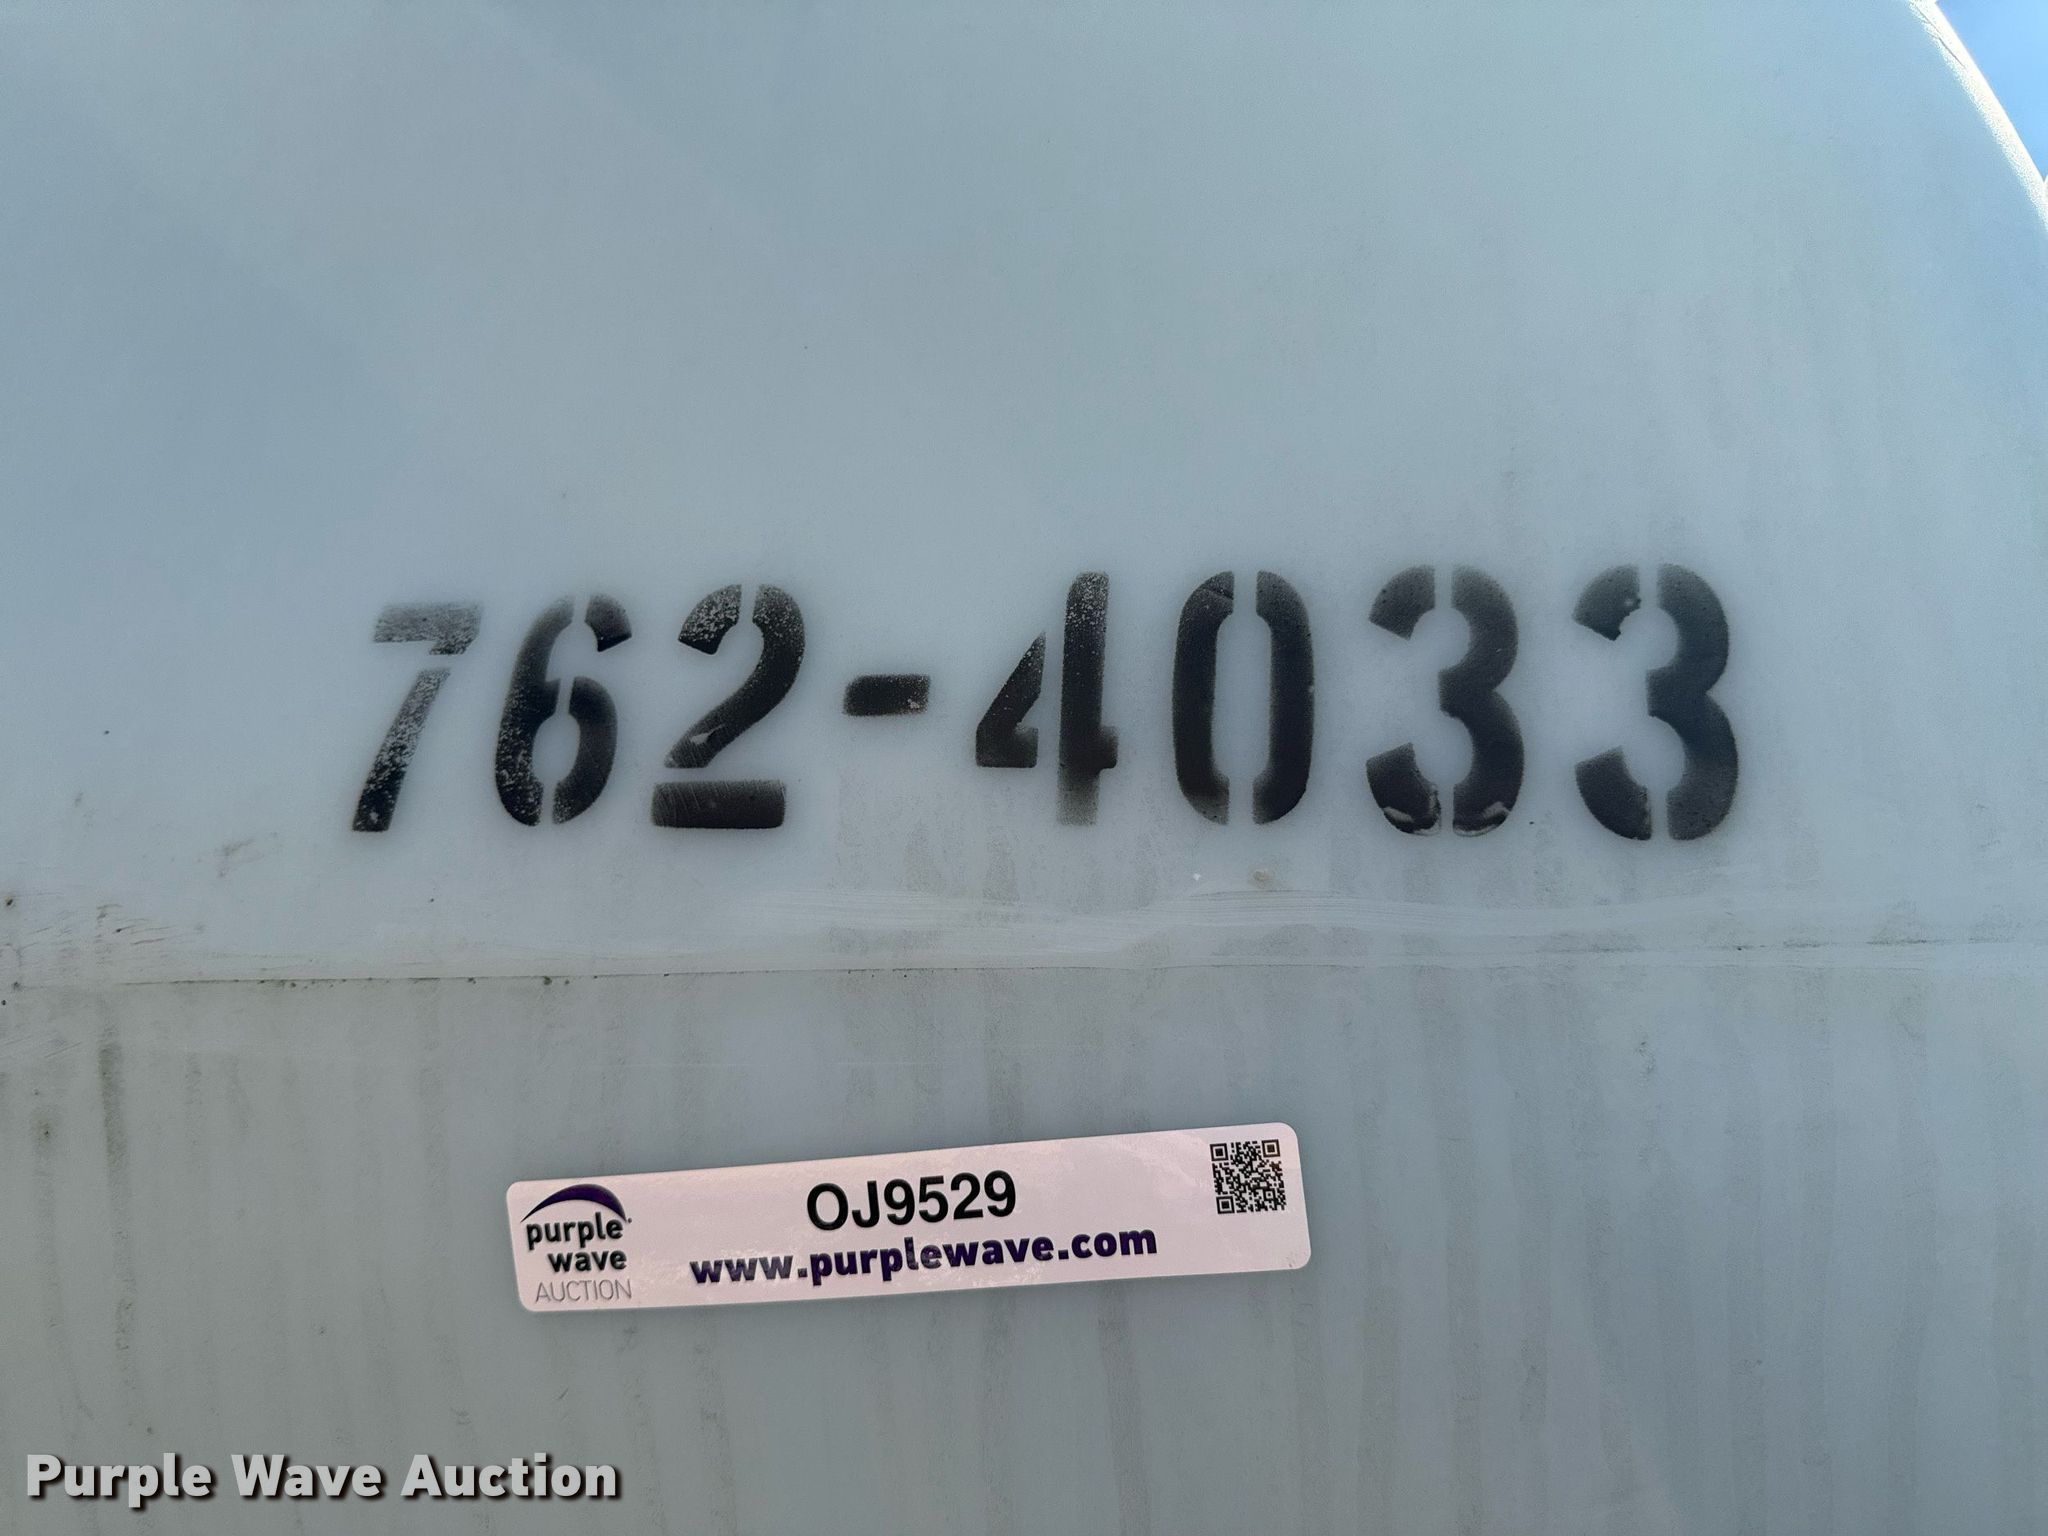 762-4033
OJ9529
purple
wave
AUCTION
www.purplewave.com
Purple Wave Auction